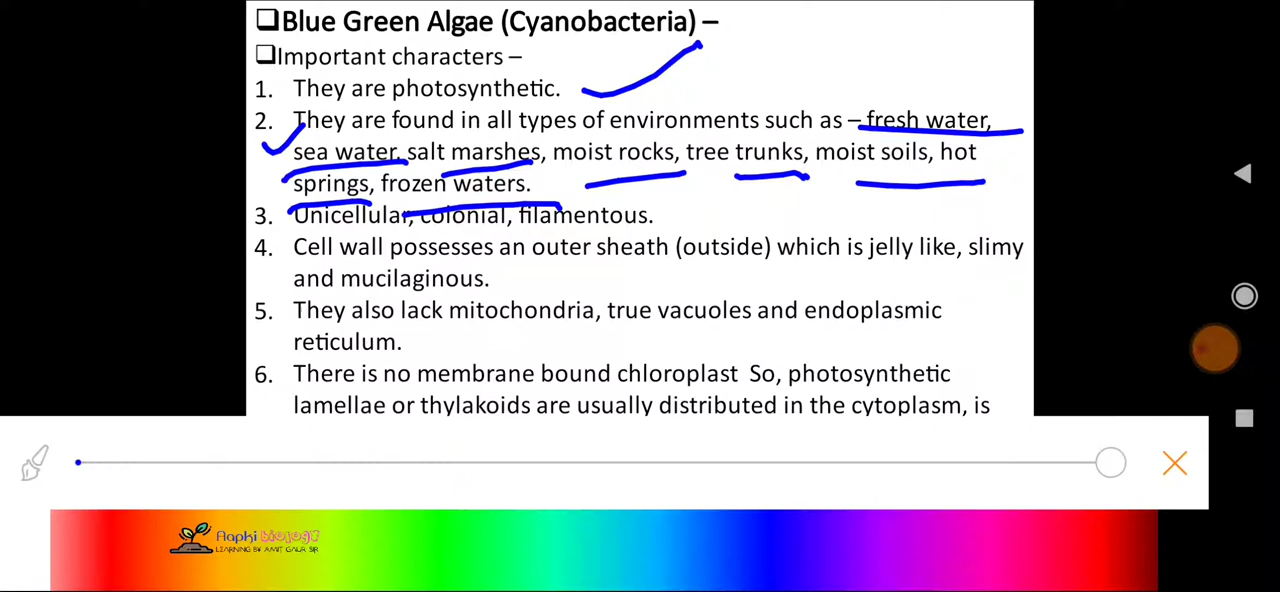 ❑Blue Green Algae (Cyanobacteria) –
❑Important characters –
1. They are photosynthetic.
2. They are found in all types of environments such as – fresh water,
sea water, salt marshes, moist rocks, tree trunks, moist soils, hot
springs, frozen waters.
3. Unicellular, colonial, filamentous.
4. Cell wall possesses an outer sheath (outside) which is jelly like, slimy
and mucilaginous.
5. They also lack mitochondria, true vacuoles and endoplasmic
reticulum.
6. There is no membrane bound chloroplast So, photosynthetic
lamellae or thylakoids are usually distributed in the cytoplasm, is
Aapki biology
LEARNING BY AMIT GAUR SIR